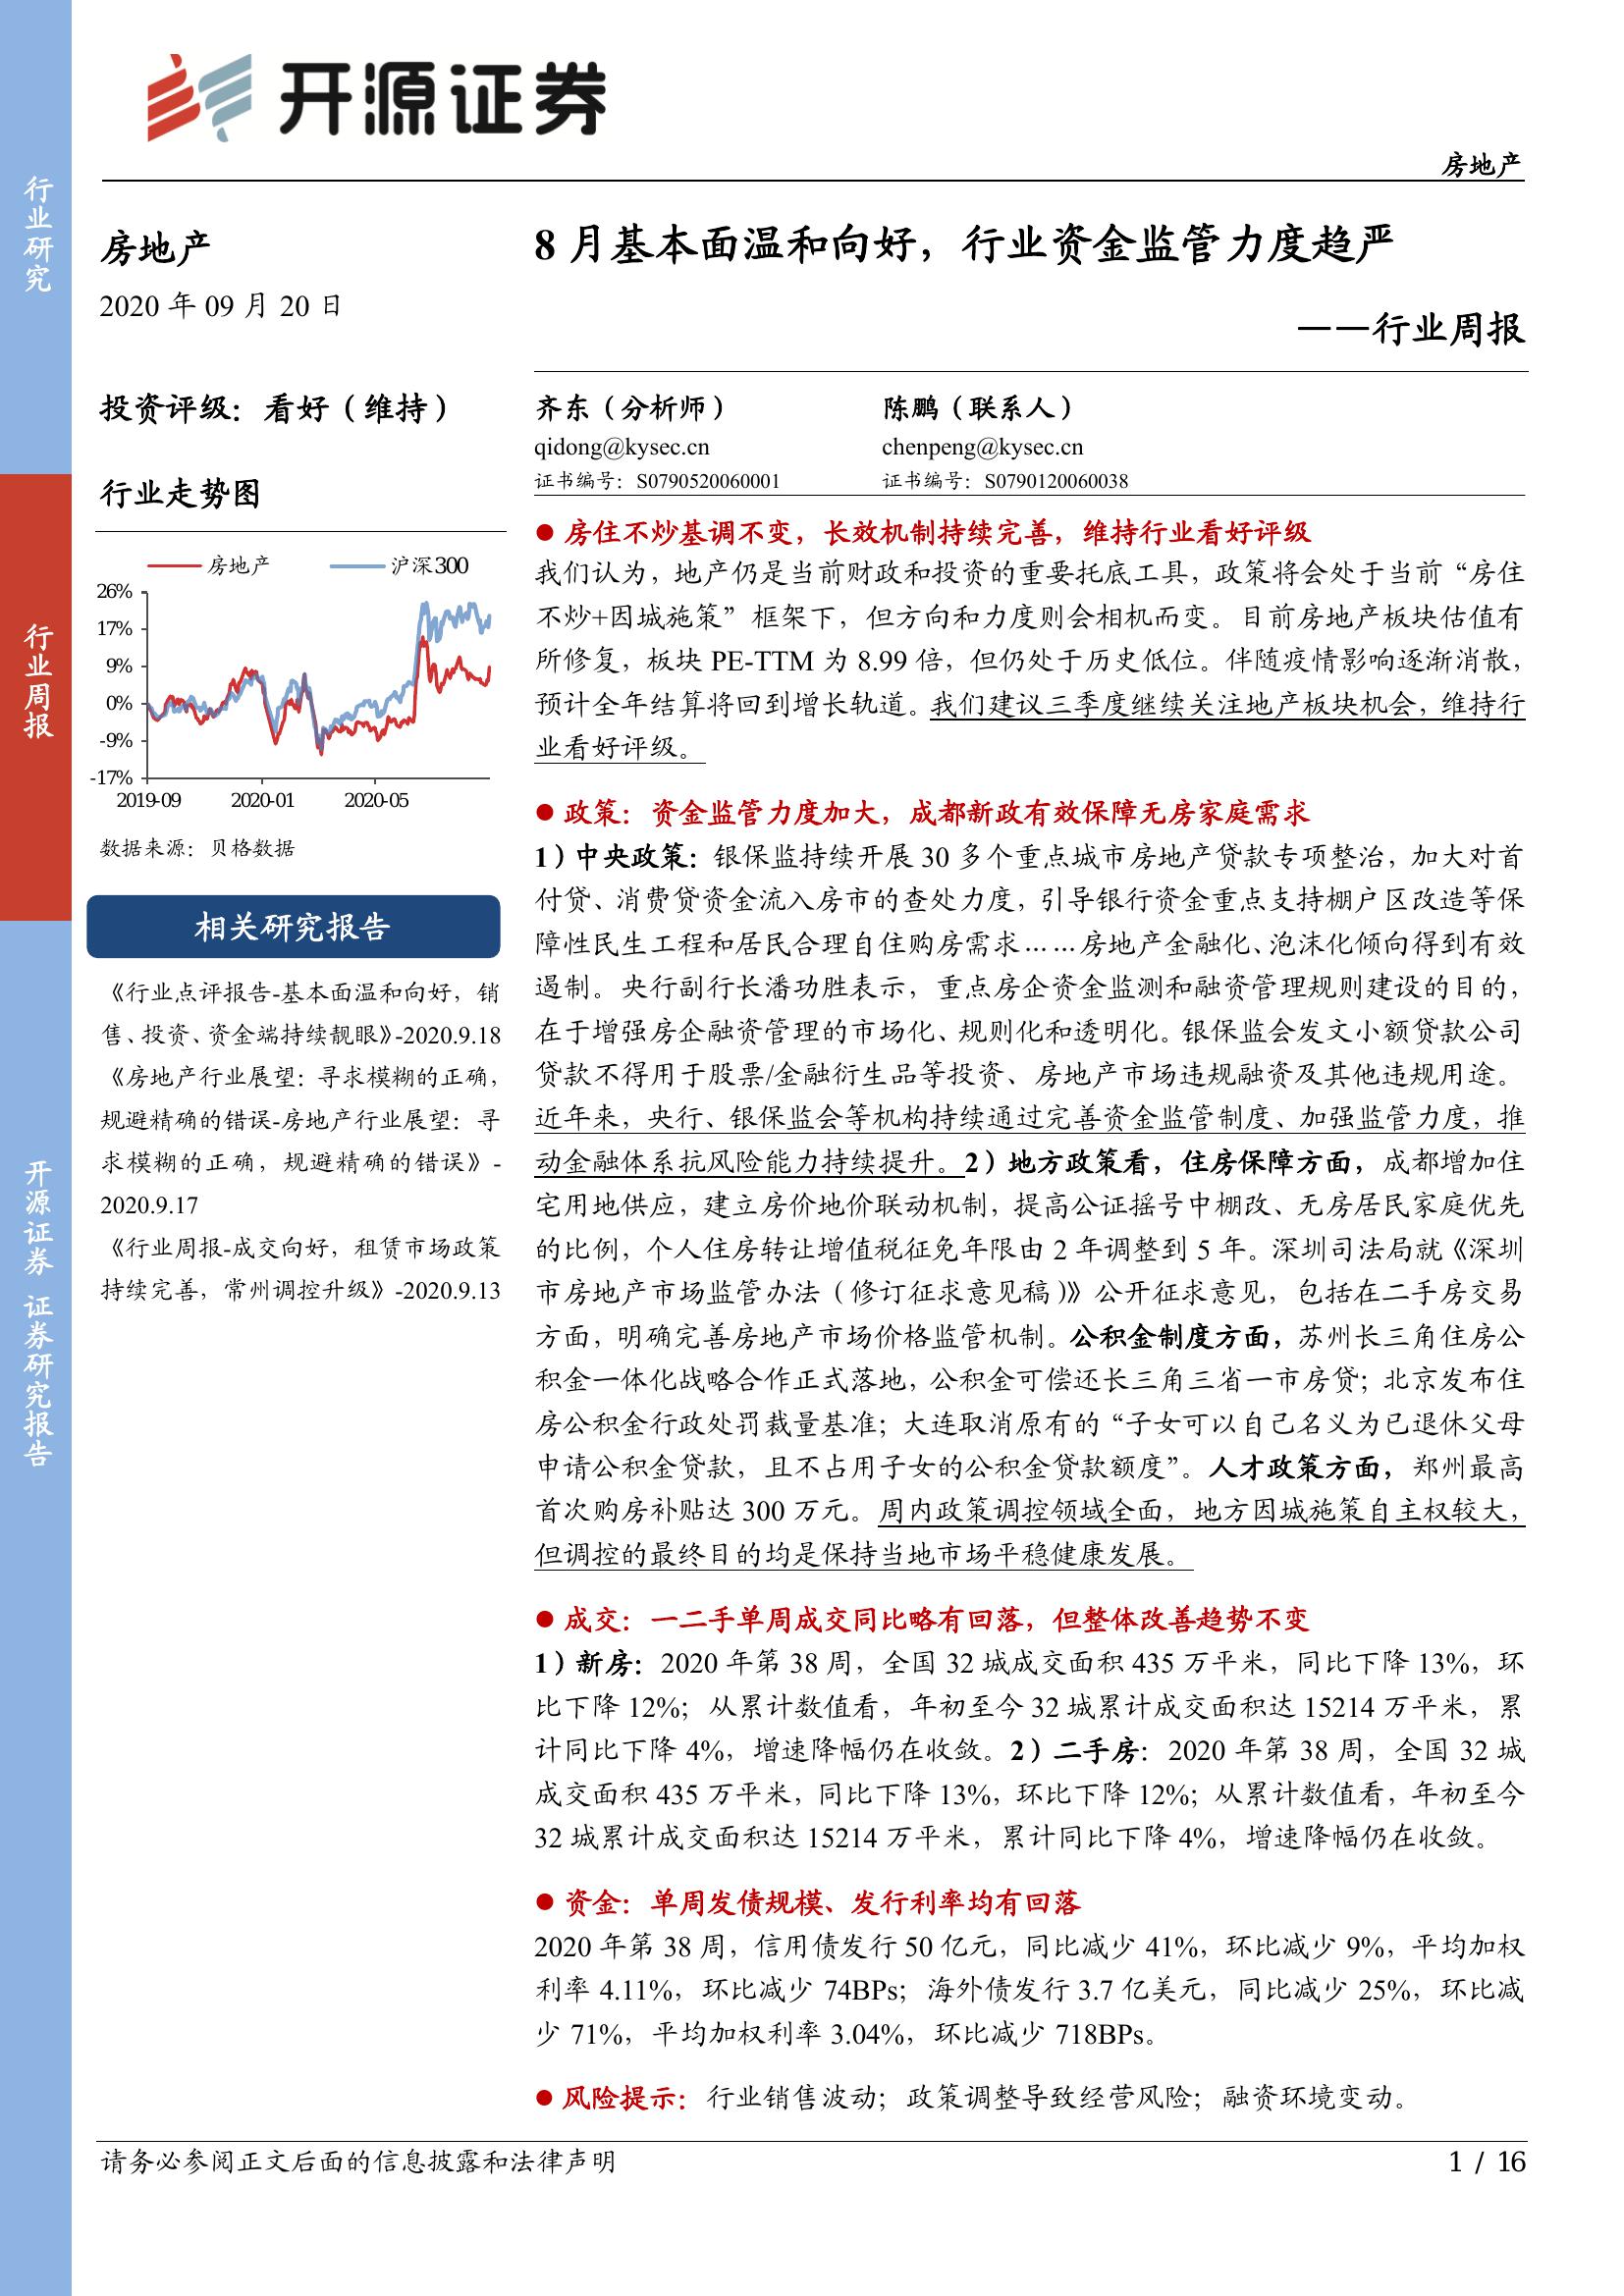 开源证券
房地产
行业研究
行业周报
开源证券 证券研究报告
房地产
2020 年 09 月 20 日
投资评级：看好（维持）
行业走势图
房地产 沪深300
26%
17%
9%
0%
-9%
-17%
2019-09 2020-01 2020-05
数据来源：贝格数据
相关研究报告
《行业点评报告-基本面温和向好，销
售、投资、资金端持续靓眼》-2020.9.18
《房地产行业展望：寻求模糊的正确，
规避精确的错误-房地产行业展望：寻
求模糊的正确，规避精确的错误》-
2020.9.17
《行业周报-成交向好，租赁市场政策
持续完善，常州调控升级》-2020.9.13
8 月基本面温和向好，行业资金监管力度趋严
——行业周报
齐东（分析师） 陈鹏（联系人）
qidong@kysec.cn chenpeng@kysec.cn
证书编号：S0790520060001 证书编号：S0790120060038
● 房住不炒基调不变，长效机制持续完善，维持行业看好评级
我们认为，地产仍是当前财政和投资的重要托底工具，政策将会处于当前“房住
不炒+因城施策”框架下，但方向和力度则会相机而变。目前房地产板块估值有
所修复，板块 PE-TTM 为 8.99 倍，但仍处于历史低位。伴随疫情影响逐渐消散，
预计全年结算将回到增长轨道。我们建议三季度继续关注地产板块机会，维持行
业看好评级。
● 政策：资金监管力度加大，成都新政有效保障无房家庭需求
1）中央政策：银保监持续开展 30 多个重点城市房地产贷款专项整治，加大对首
付贷、消费贷资金流入房市的查处力度，引导银行资金重点支持棚户区改造等保
障性民生工程和居民合理自住购房需求……房地产金融化、泡沫化倾向得到有效
遏制。央行副行长潘功胜表示，重点房企资金监测和融资管理规则建设的目的，
在于增强房企融资管理的市场化、规则化和透明化。银保监会发文小额贷款公司
贷款不得用于股票/金融衍生品等投资、房地产市场违规融资及其他违规用途。
近年来，央行、银保监会等机构持续通过完善资金监管制度、加强监管力度，推
动金融体系抗风险能力持续提升。2）地方政策看，住房保障方面，成都增加住
宅用地供应，建立房价地价联动机制，提高公证摇号中棚改、无房居民家庭优先
的比例，个人住房转让增值税征免年限由 2 年调整到 5 年。深圳司法局就《深圳
市房地产市场监管办法（修订征求意见稿）》公开征求意见，包括在二手房交易
方面，明确完善房地产市场价格监管机制。公积金制度方面，苏州长三角住房公
积金一体化战略合作正式落地，公积金可偿还长三角三省一市房贷；北京发布住
房公积金行政处罚裁量基准；大连取消原有的“子女可以自己名义为已退休父母
申请公积金贷款，且不占用子女的公积金贷款额度”。人才政策方面，郑州最高
首次购房补贴达 300 万元。周内政策调控领域全面，地方因城施策自主权较大，
但调控的最终目的均是保持当地市场平稳健康发展。
● 成交：一二手单周成交同比略有回落，但整体改善趋势不变
1）新房：2020 年第 38 周，全国 32 城成交面积 435 万平米，同比下降 13%，环
比下降 12%；从累计数值看，年初至今 32 城累计成交面积达 15214 万平米，累
计同比下降 4%，增速降幅仍在收敛。2）二手房：2020 年第 38 周，全国 32 城
成交面积 435 万平米，同比下降 13%，环比下降 12%；从累计数值看，年初至今
32 城累计成交面积达 15214 万平米，累计同比下降 4%，增速降幅仍在收敛。
● 资金：单周发债规模、发行利率均有回落
2020 年第 38 周，信用债发行 50 亿元，同比减少 41%，环比减少 9%，平均加权
利率 4.11%，环比减少 74BPs；海外债发行 3.7 亿美元，同比减少 25%，环比减
少 71%，平均加权利率 3.04%，环比减少 718BPs。
● 风险提示：行业销售波动；政策调整导致经营风险；融资环境变动。
请务必参阅正文后面的信息披露和法律声明
1 / 16